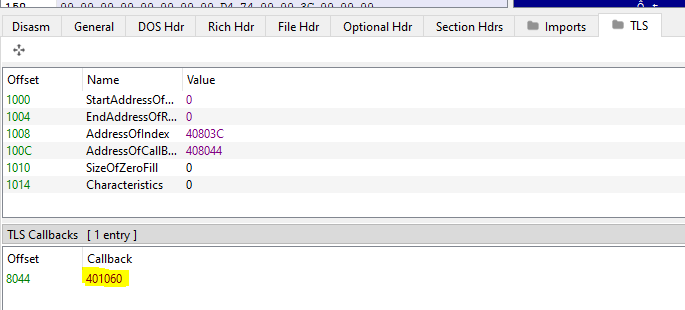 Disasm General DOS Hdr Rich Hdr File Hdr Optional Hdr Section Hdrs Imports TLS
Offset Name Value
1000 StartAddressOf... 0
1004 EndAddressOfR... 0
1008 AddressOfIndex 40803C
100C AddressOfCallB... 408044
1010 SizeOfZeroFill 0
1014 Characteristics 0
TLS Callbacks [ 1 entry ]
Offset Callback
8044 401060